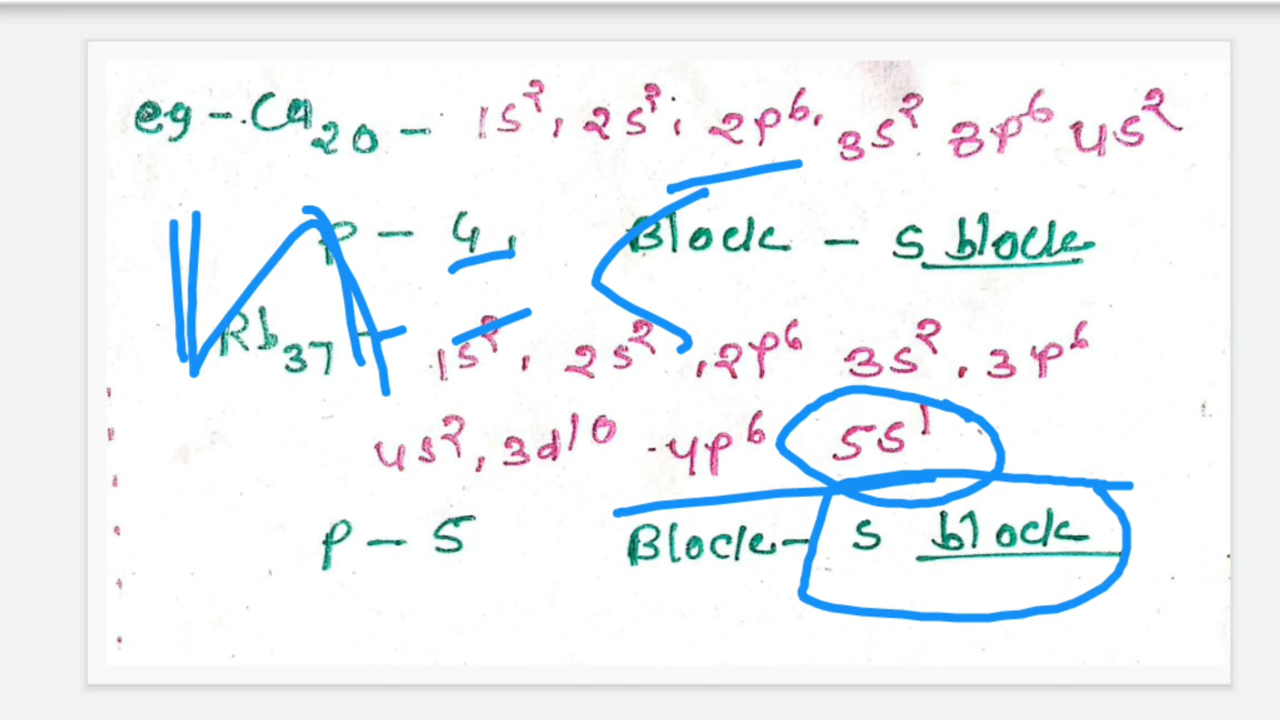 eg - Ca₂₀ - 1s², 2s², 2p⁶, 3s² 3p⁶ 4s²
P - 4, Block - s block
Rb₃₇ - 1s², 2s², 2p⁶ 3s², 3p⁶
4s², 3d¹⁰ 4p⁶ 5s¹
P - 5 Block - s block